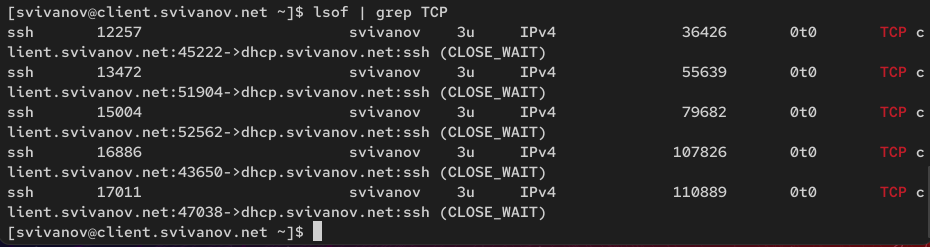 [svivanov@client.svivanov.net ~]$ lsof | grep TCP
ssh 12257 svivanov 3u IPv4 36426 0t0 TCP c
lient.svivanov.net:45222->dhcp.svivanov.net:ssh (CLOSE_WAIT)
ssh 13472 svivanov 3u IPv4 55639 0t0 TCP c
lient.svivanov.net:51904->dhcp.svivanov.net:ssh (CLOSE_WAIT)
ssh 15004 svivanov 3u IPv4 79682 0t0 TCP c
lient.svivanov.net:52562->dhcp.svivanov.net:ssh (CLOSE_WAIT)
ssh 16886 svivanov 3u IPv4 107826 0t0 TCP c
lient.svivanov.net:43650->dhcp.svivanov.net:ssh (CLOSE_WAIT)
ssh 17011 svivanov 3u IPv4 110889 0t0 TCP c
lient.svivanov.net:47038->dhcp.svivanov.net:ssh (CLOSE_WAIT)
[svivanov@client.svivanov.net ~]$